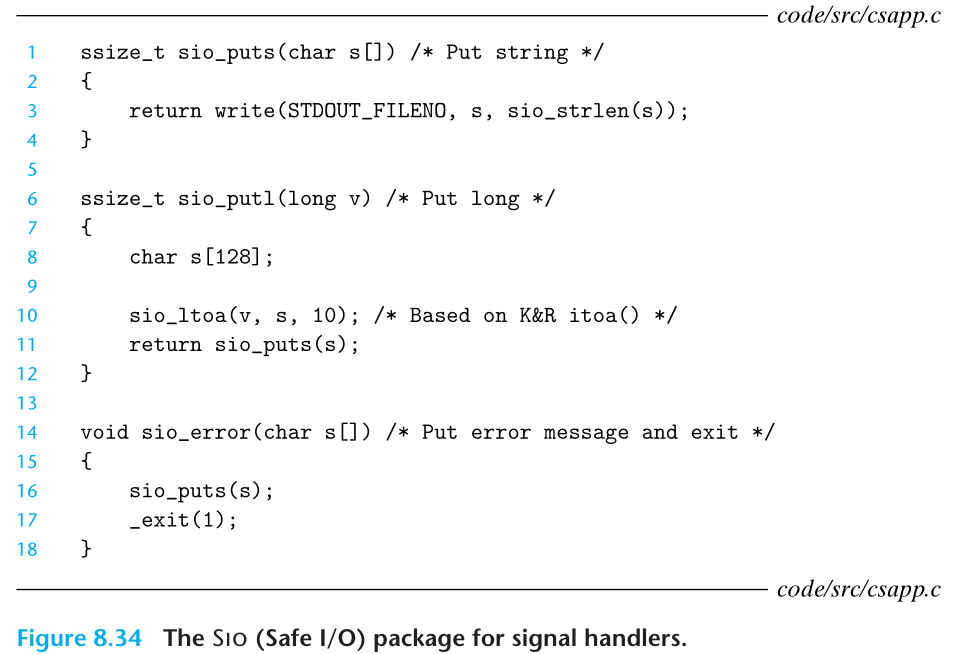 code/src/csapp.c
1 ssize_t sio_puts(char s[]) /* Put string */
2 {
3     return write(STDOUT_FILENO, s, sio_strlen(s));
4 }
5
6 ssize_t sio_putl(long v) /* Put long */
7 {
8     char s[128];
9
10     sio_ltoa(v, s, 10); /* Based on K&R itoa() */
11     return sio_puts(s);
12 }
13
14 void sio_error(char s[]) /* Put error message and exit */
15 {
16     sio_puts(s);
17     _exit(1);
18 }
code/src/csapp.c
Figure 8.34 The SIO (Safe I/O) package for signal handlers.